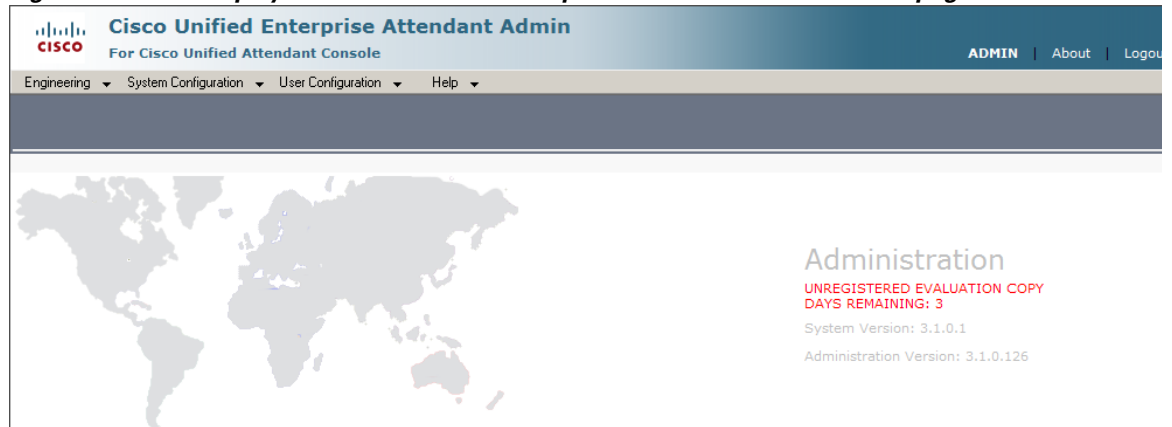 Cisco Unified Enterprise Attendant Admin
CISCO
For Cisco Unified Attendant Console
ADMIN | About | Logou
Engineering System Configuration User Configuration Help
Administration
UNREGISTERED EVALUATION COPY
DAYS REMAINING: 3
System Version: 3.1.0.1
Administration Version: 3.1.0.126